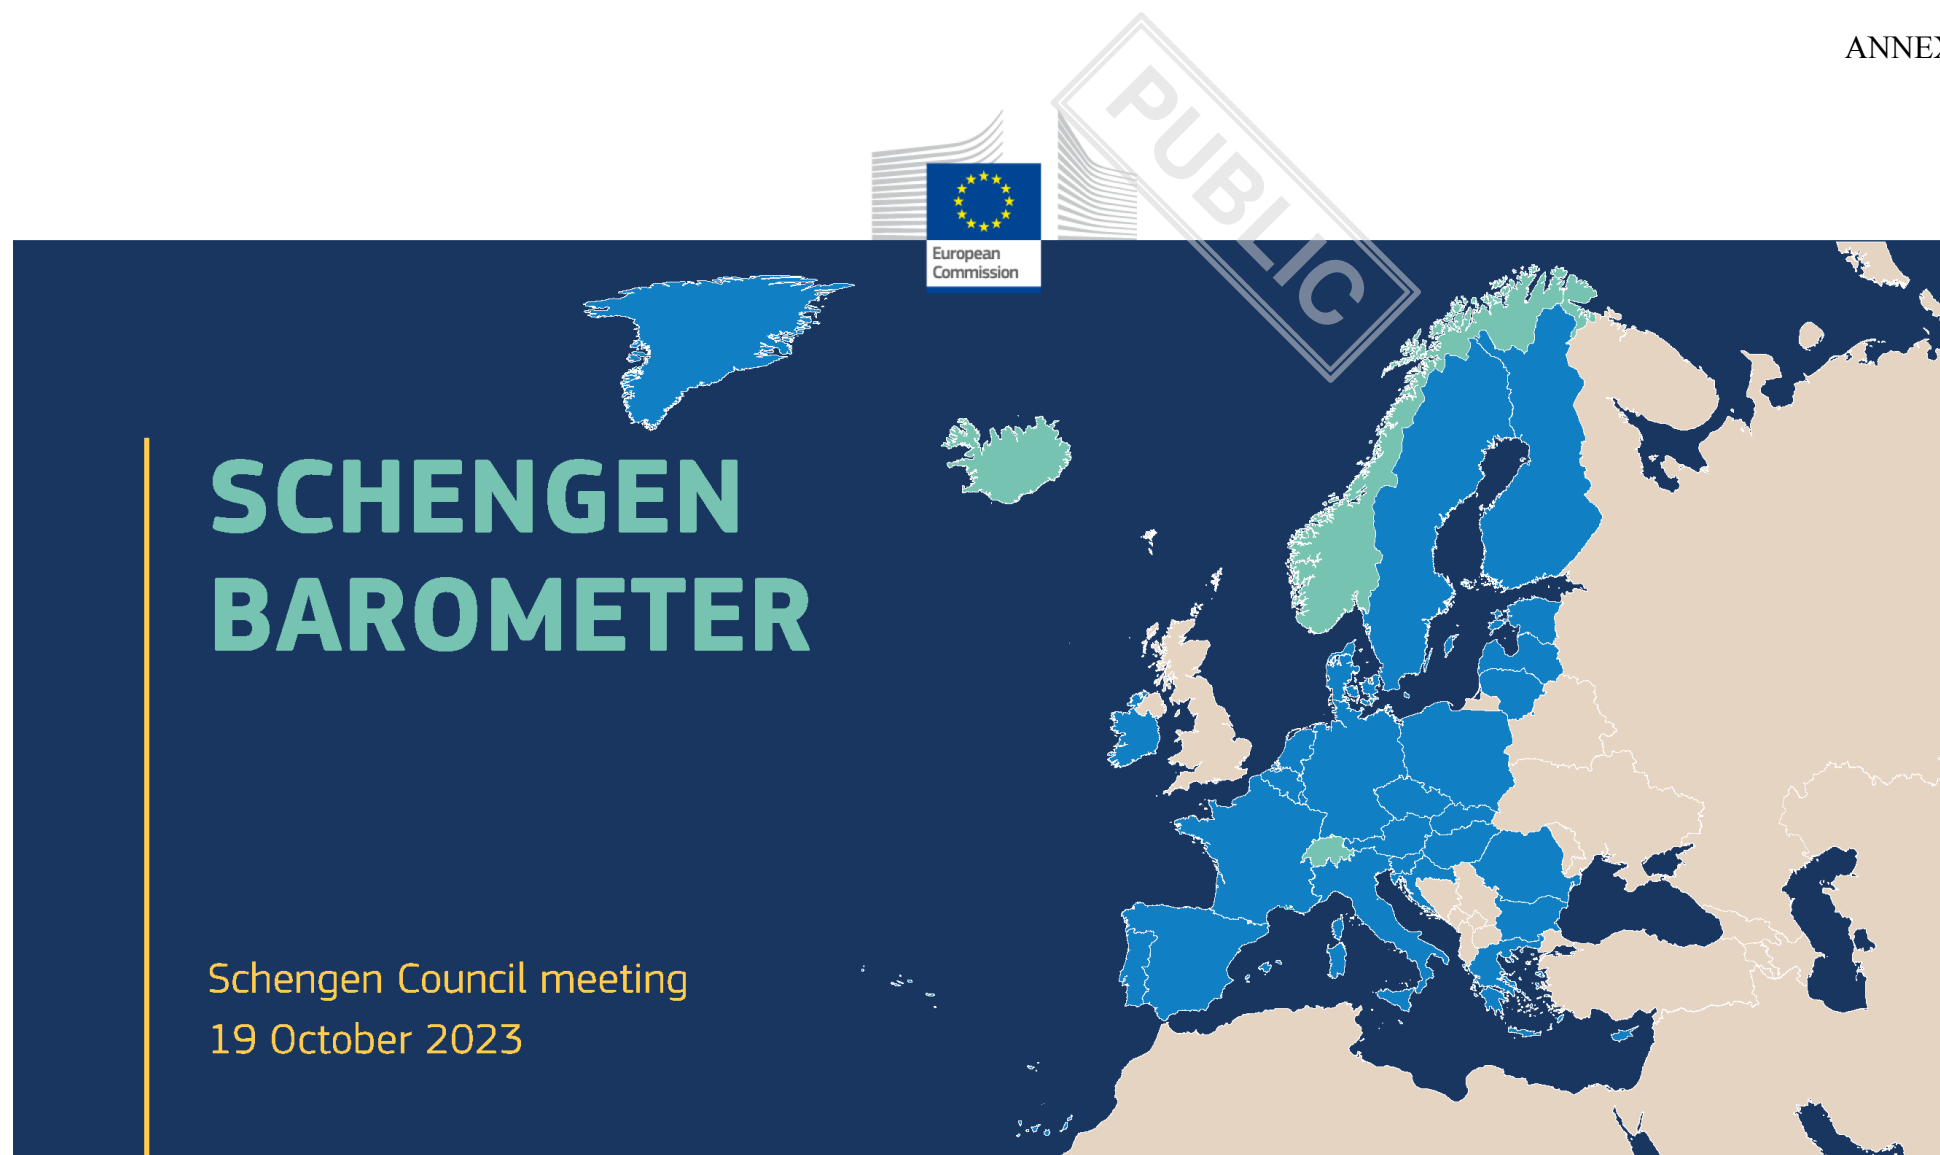 ANNEX
PUBLIC
European
Commission
SCHENGEN
BAROMETER
Schengen Council meeting
19 October 2023